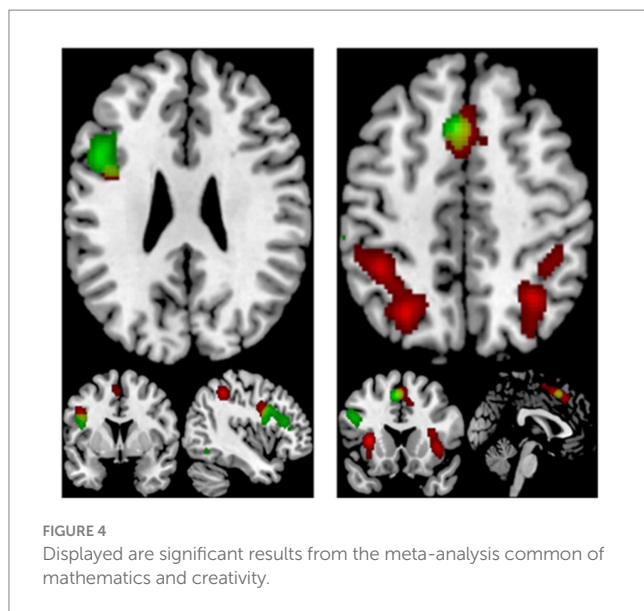 FIGURE 4
Displayed are significant results from the meta-analysis common of
mathematics and creativity.